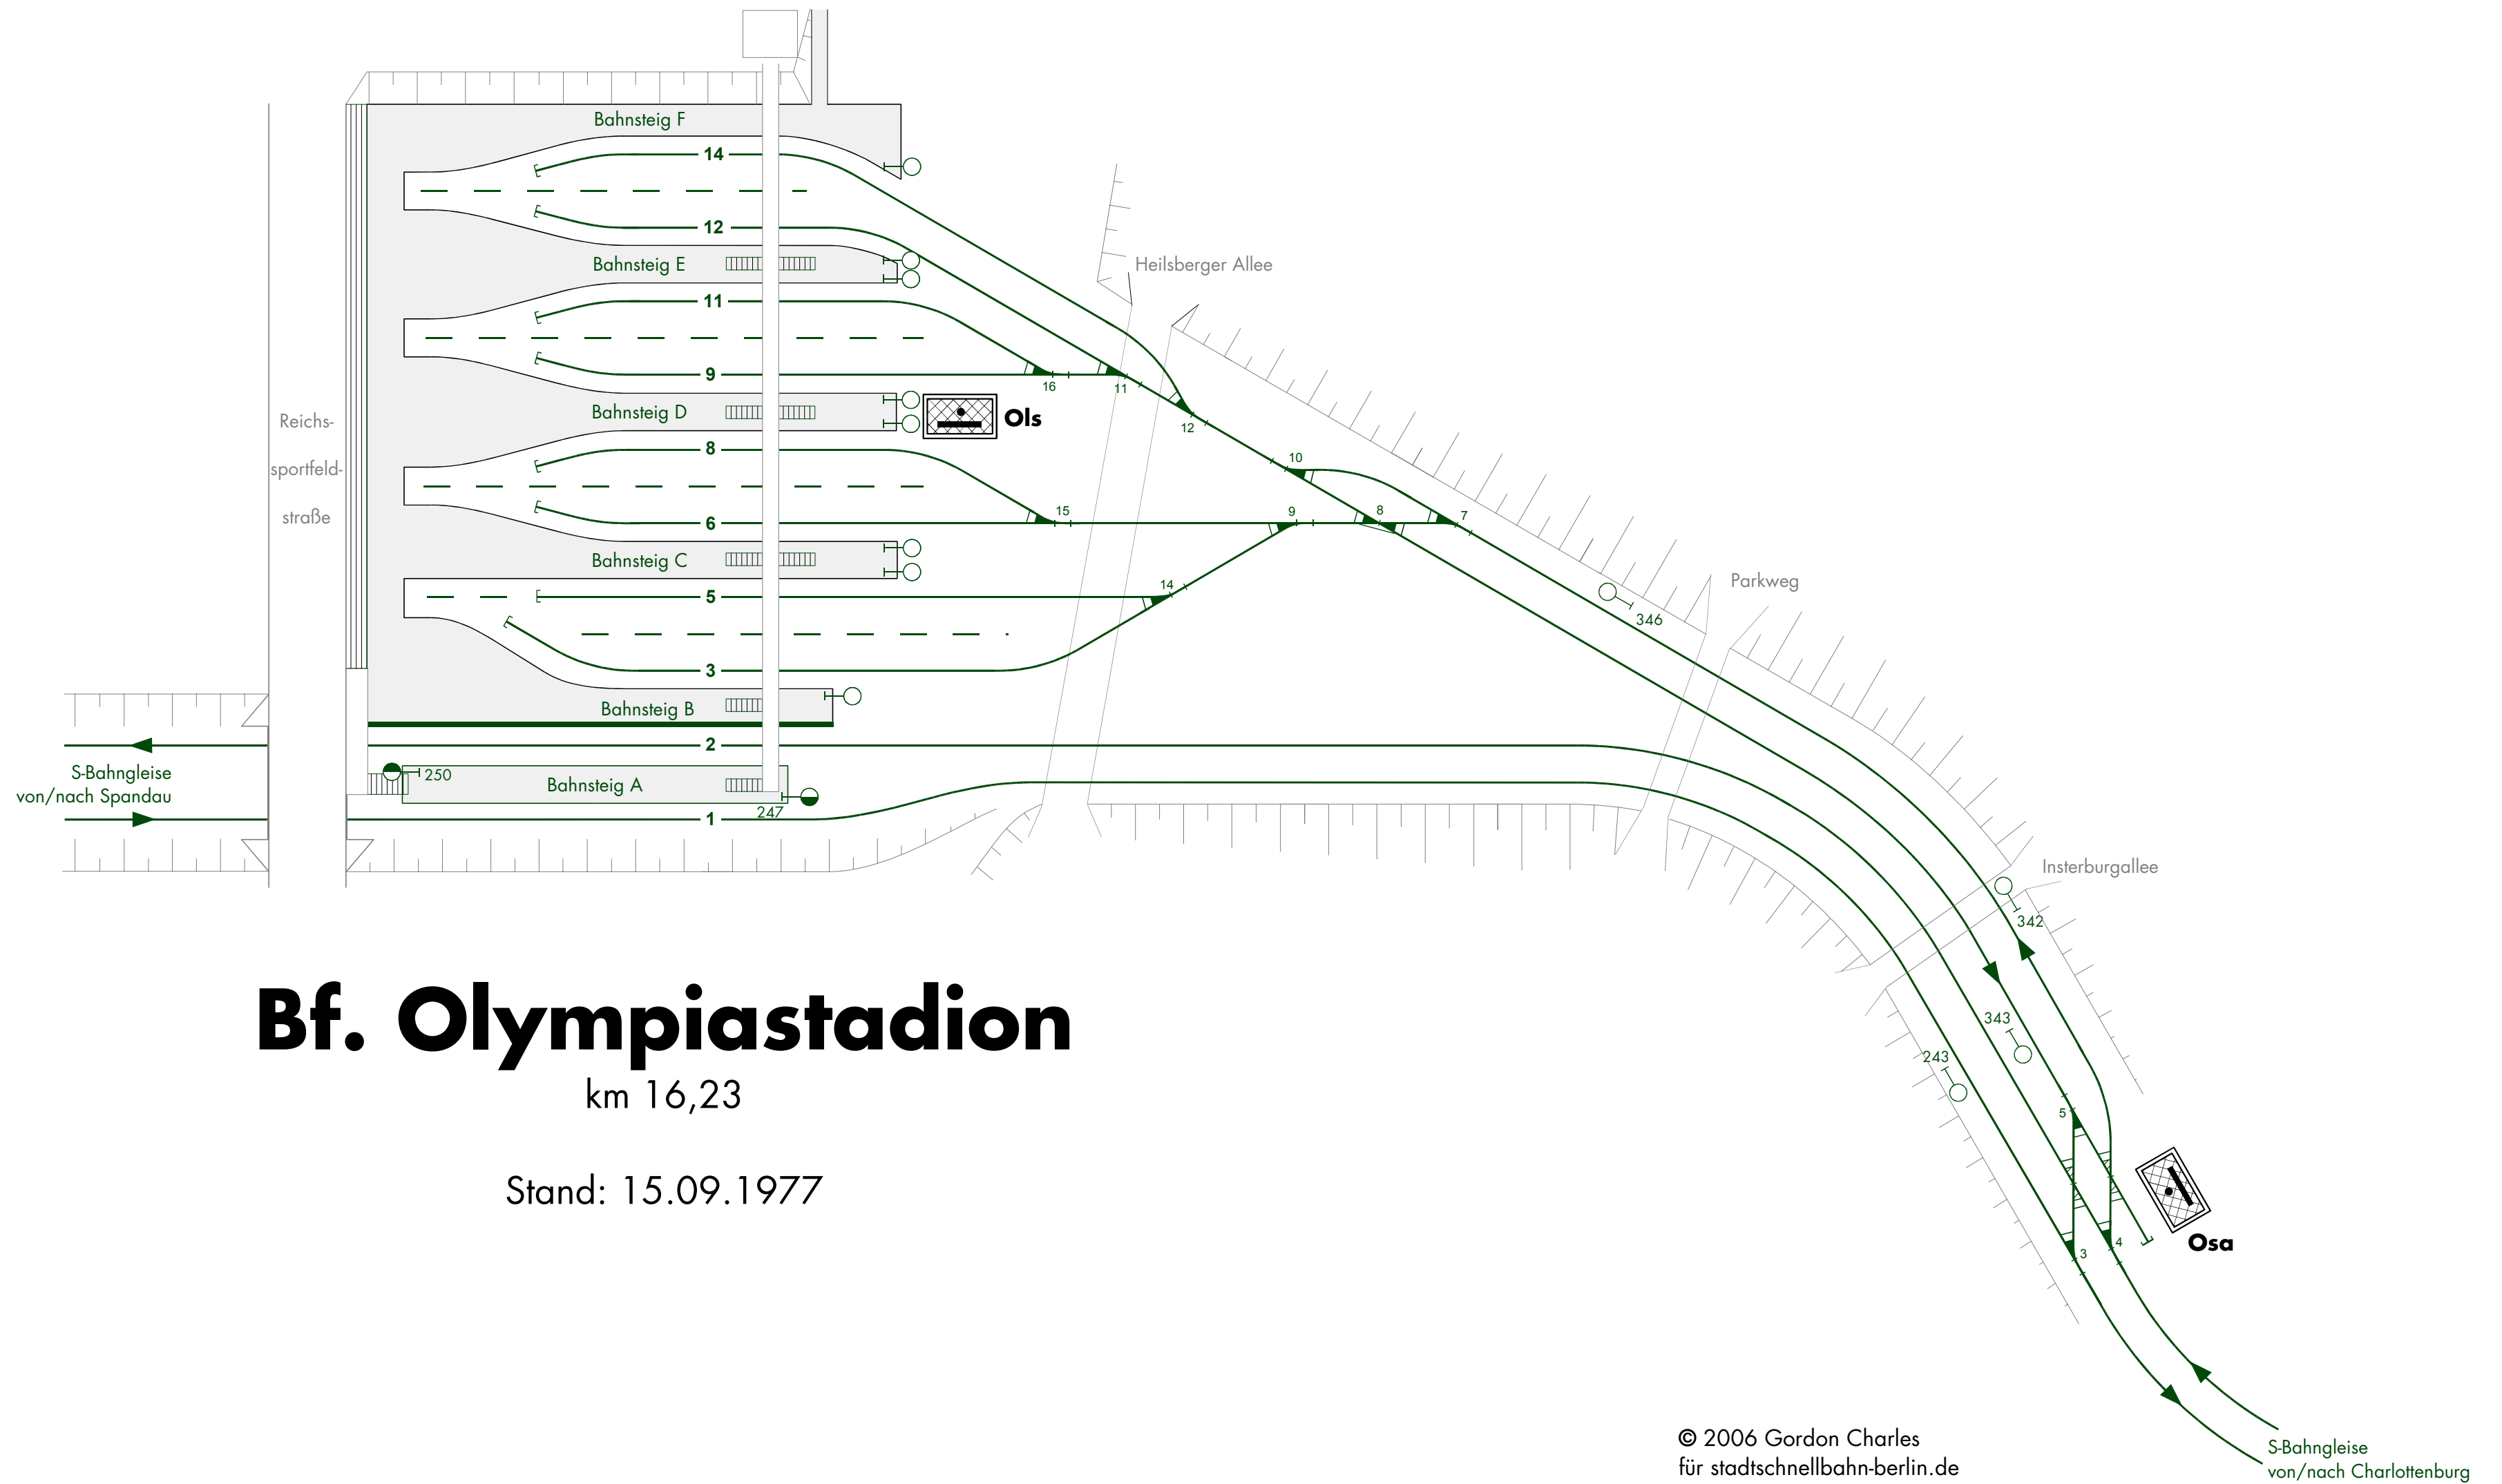 Bahnsteig F
14
12
Bahnsteig E
11
9
Bahnsteig D
Ols
8
6
Bahnsteig C
5
3
Bahnsteig B
2
Bahnsteig A
1
250
247
Reichs-
sportfeld-
straße
S-Bahngleise
von/nach Spandau
Heilsberger Allee
16
11
12
10
15
9
8
7
14
346
Parkweg
Insterburgallee
342
343
243
5
3
4
Osa
Bf. Olympiastadion
km 16,23
Stand: 15.09.1977
© 2006 Gordon Charles
für stadtschnellbahn-berlin.de
S-Bahngleise
von/nach Charlottenburg